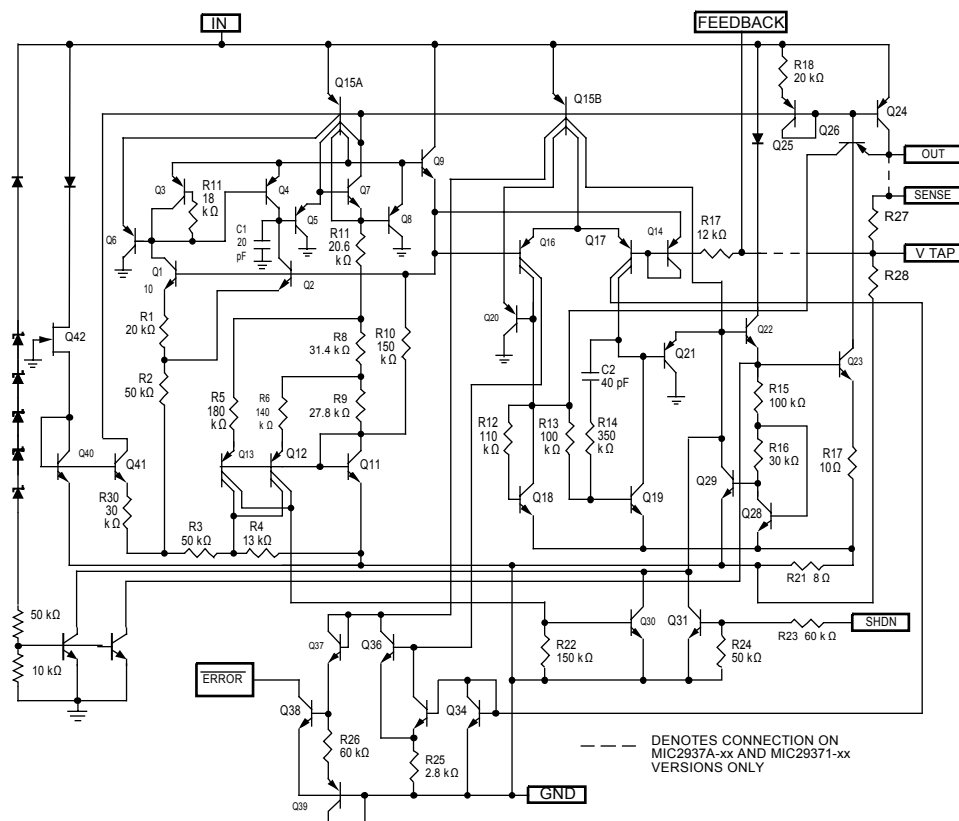 IN
FEEDBACK
R18
20 kΩ
Q15A
Q15B
Q24
Q26
Q25
OUT
Q9
SENSE
Q3
R11
18
kΩ
Q4
Q7
R27
C1
20
pF
Q5
Q8
Q16
Q17
Q14
R17
12 kΩ
V TAP
Q6
R11
20.6
kΩ
R28
Q1
10
Q2
Q42
R1
20 kΩ
R8
31.4 kΩ
R10
150
kΩ
Q20
Q21
Q22
Q23
R2
50 kΩ
C2
40 pF
R5
180
kΩ
R6
140
kΩ
R9
27.8 kΩ
R15
100 kΩ
R12
110
kΩ
R13
100
kΩ
R14
350
kΩ
R16
30 kΩ
R17
10Ω
Q40
Q41
Q13
Q12
Q11
Q29
Q18
Q19
Q28
R30
30
kΩ
R3
50 kΩ
R4
13 kΩ
R21 8 Ω
50 kΩ
10 kΩ
Q37
Q36
R22
150 kΩ
Q30
Q31
R24
50 kΩ
R23 60 kΩ
SHDN
ERROR
Q38
Q34
R26
60 kΩ
R25
2.8 kΩ
DENOTES CONNECTION ON
MIC2937A-xx AND MIC29371-xx
VERSIONS ONLY
Q39
GND